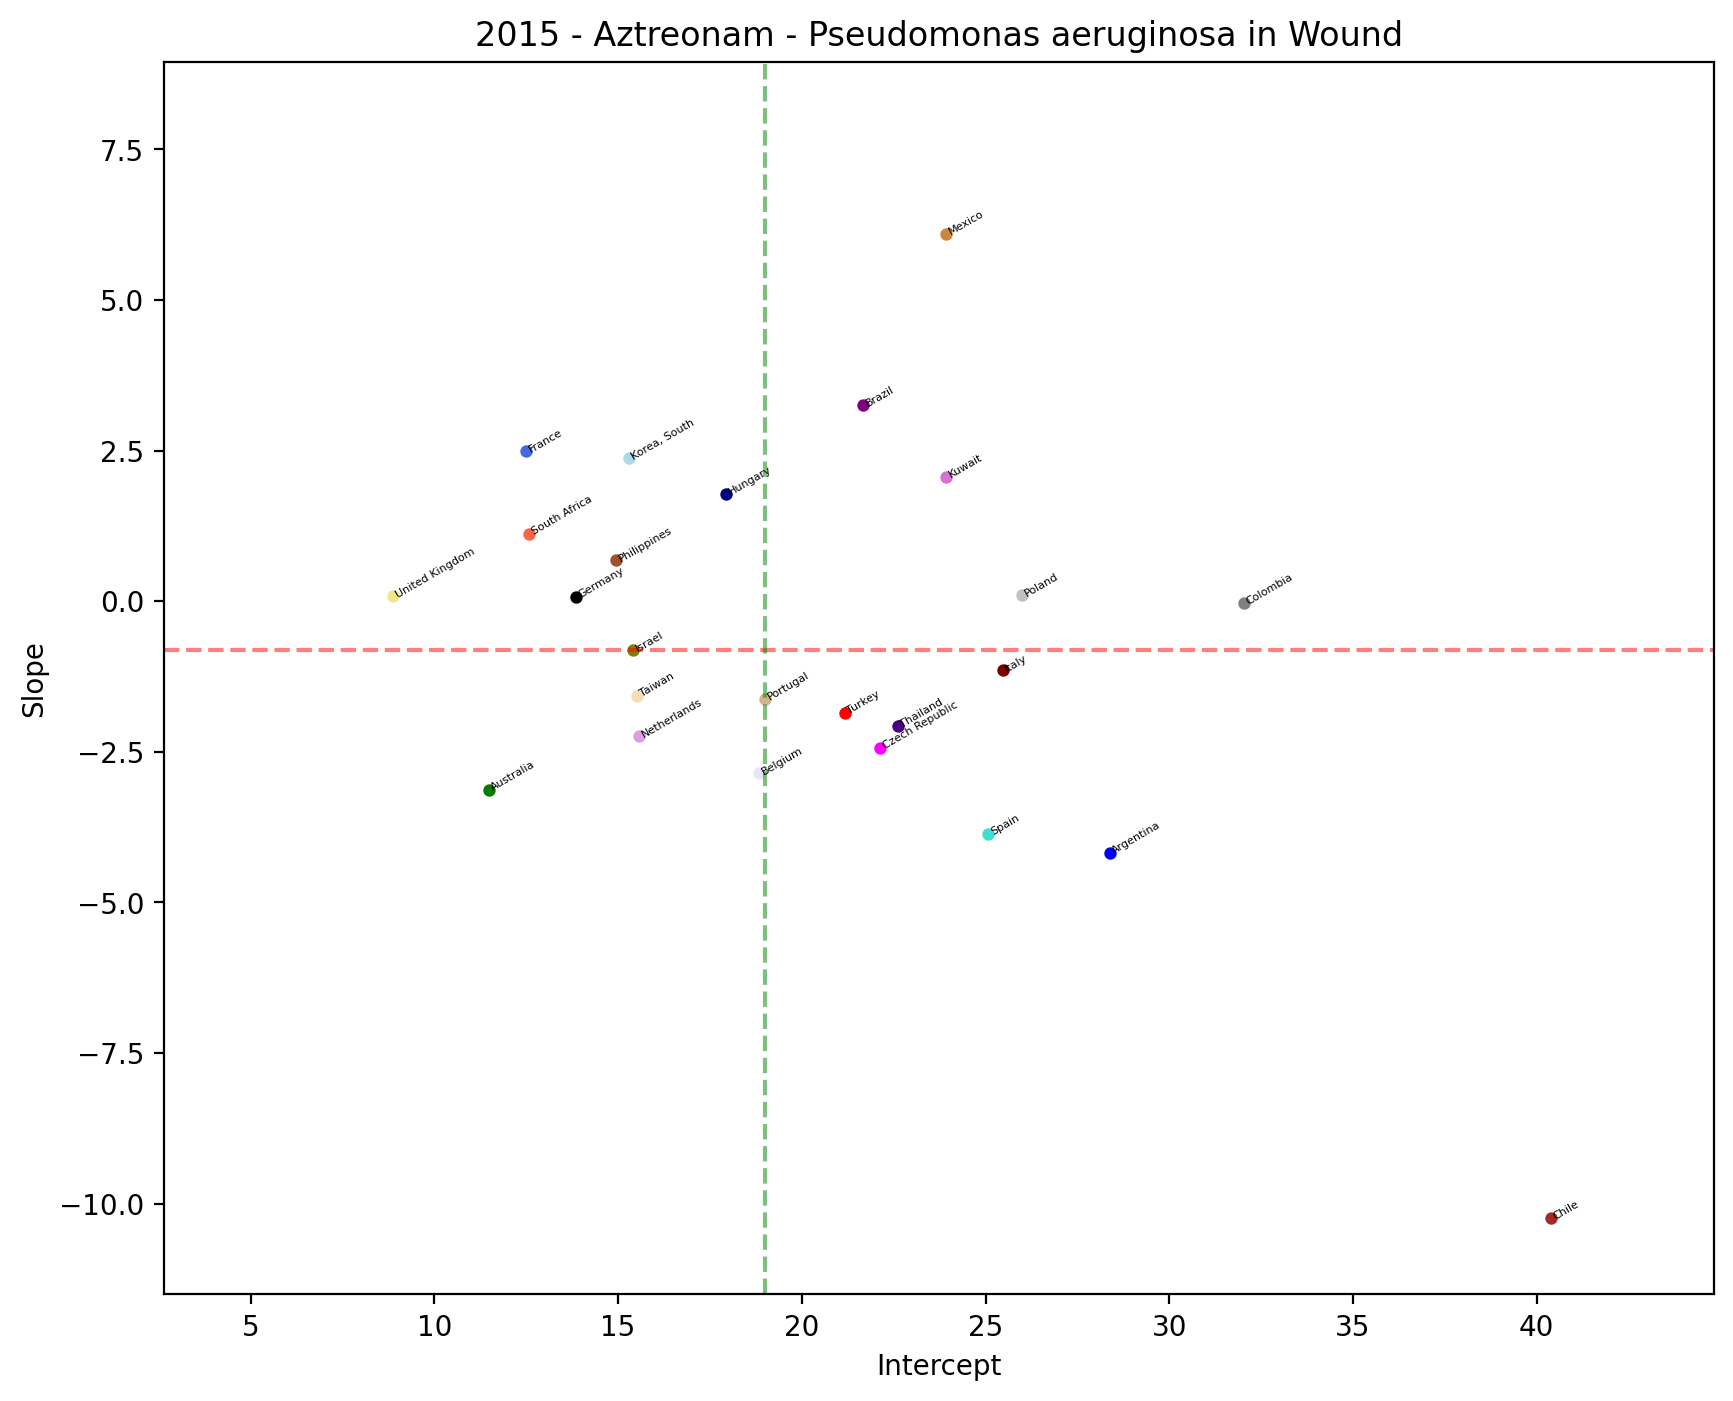 2015 - Aztreonam - Pseudomonas aeruginosa in Wound
7.5
5.0
2.5
0.0
−2.5
−5.0
−7.5
−10.0
Slope
Mexico
Brazil
France
Korea, South
Kuwait
Hungary
South Africa
Philippines
United Kingdom
Germany
Poland
Colombia
Israel
Italy
Taiwan
Portugal
Turkey
Thailand
Netherlands
Czech Republic
Belgium
Australia
Spain
Argentina
Chile
5 10 15 20 25 30 35 40
Intercept